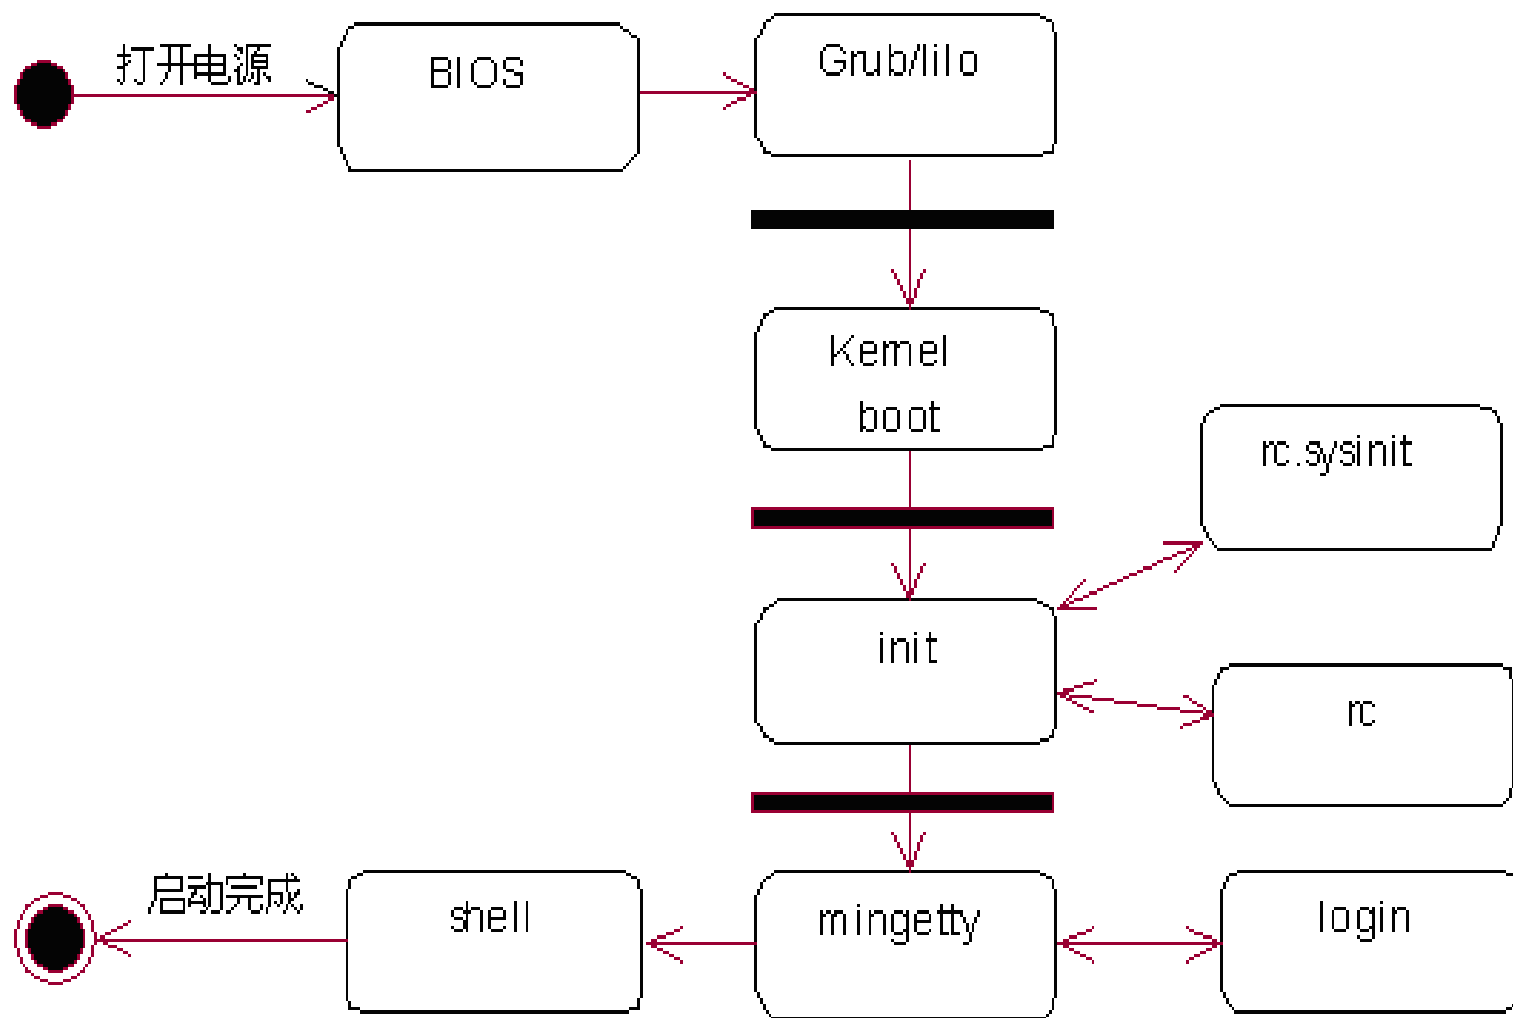 打开电源
BIOS
Grub/lilo
Kernel
boot
rc.sysinit
init
rc
启动完成
shell
mingetty
login